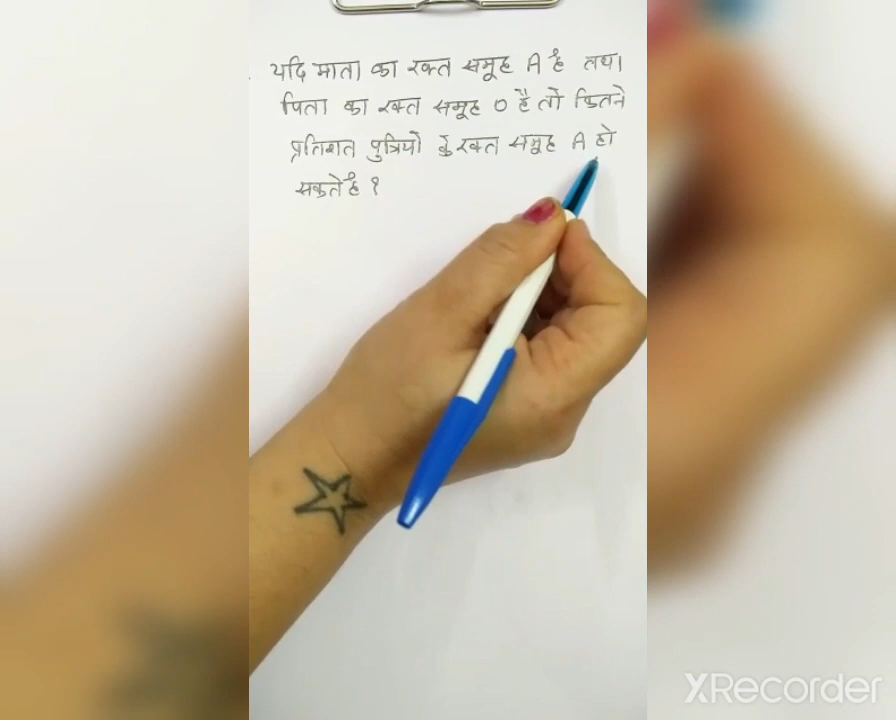 यदि माता का रक्त समूह A है तथा
पिता का रक्त समूह O है तो कितने
प्रतिशत पुत्रियों के रक्त समूह A हो
सकते है ?
XRecorder